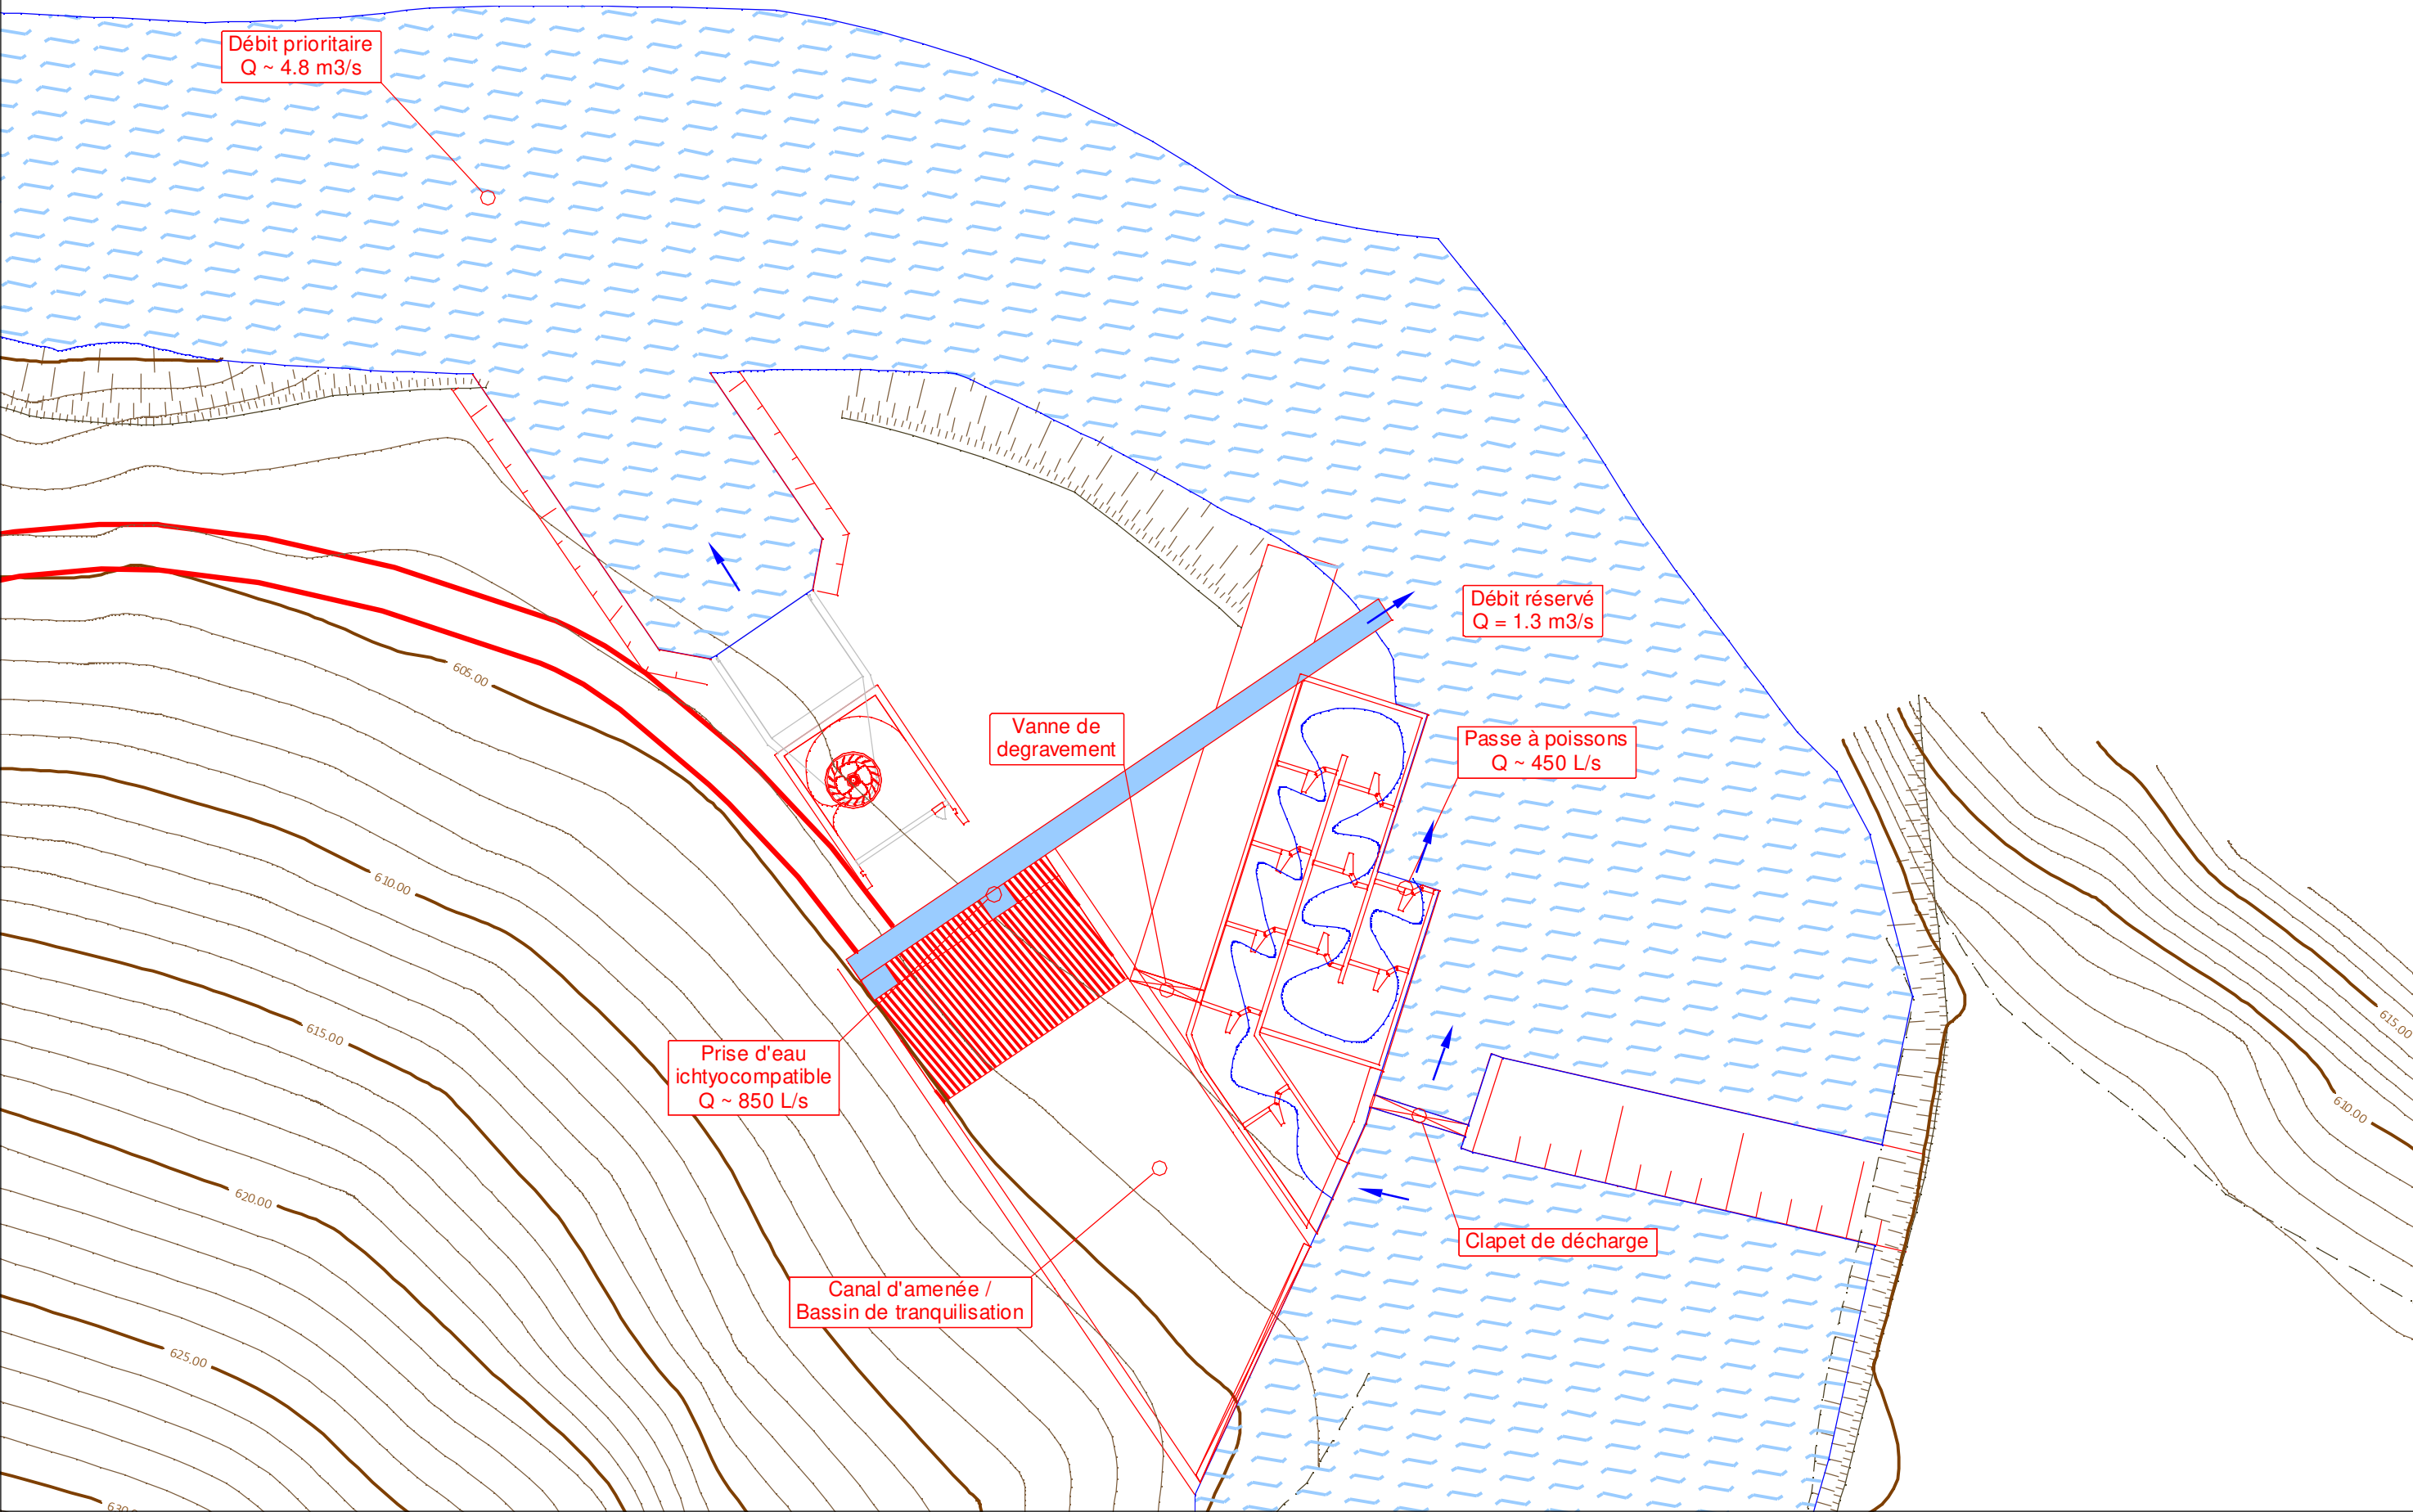 Débit prioritaire
Q ~ 4.8 m3/s
Débit réservé
Q = 1.3 m3/s
605.00
Vanne de
degravement
Passe à poissons
Q ~ 450 L/s
610.00
615.00
615.00
Prise d'eau
ichtyocompatible
Q ~ 850 L/s
610.00
620.00
Clapet de décharge
Canal d'amenée /
Bassin de tranquilisation
625.00